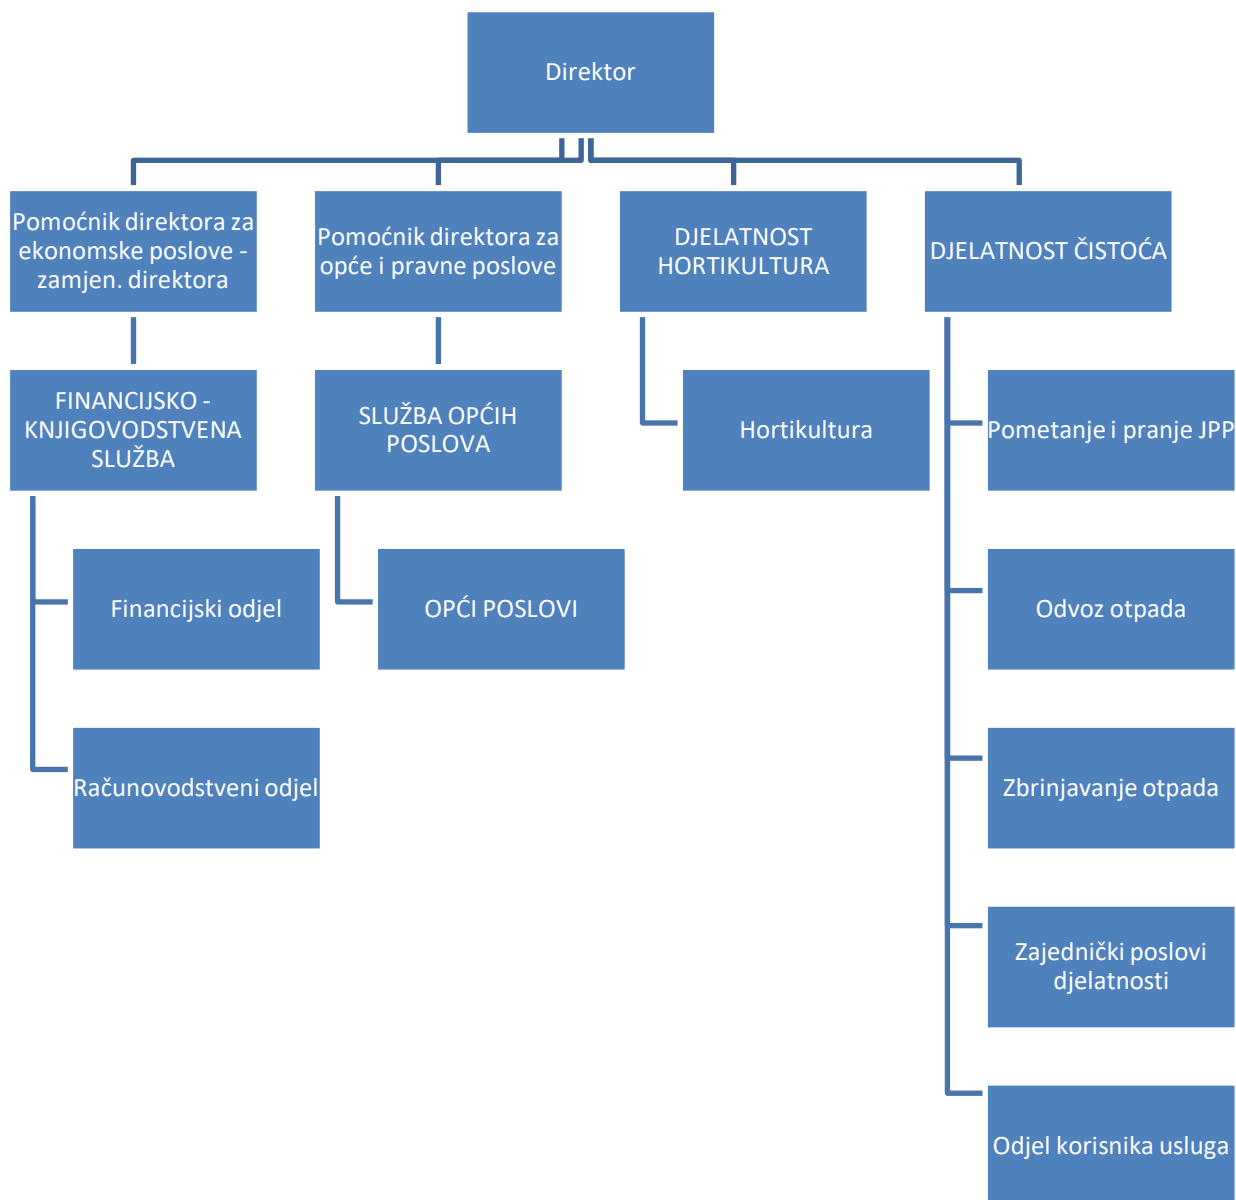 Direktor
Pomoćnik direktora za
ekonomske poslove -
zamjen. direktora
Pomoćnik direktora za
opće i pravne poslove
DJELATNOST
HORTIKULTURA
DJELATNOST ČISTOĆA
FINANCIJSKO -
KNJIGOVODSTVENA
SLUŽBA
SLUŽBA OPĆIH
POSLOVA
Hortikultura
Pometanje i pranje JPP
Financijski odjel
OPĆI POSLOVI
Odvoz otpada
Računovodstveni odjel
Zbrinjavanje otpada
Zajednički poslovi
djelatnosti
Odjel korisnika usluga